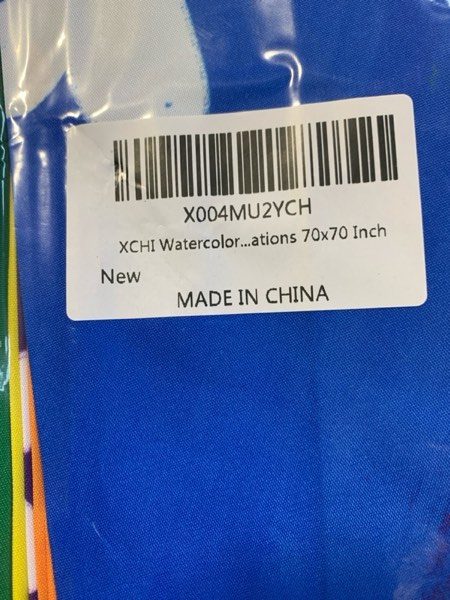 X004MU2YCH
XCHI Watercolor...ations 70x70 Inch
New
MADE IN CHINA